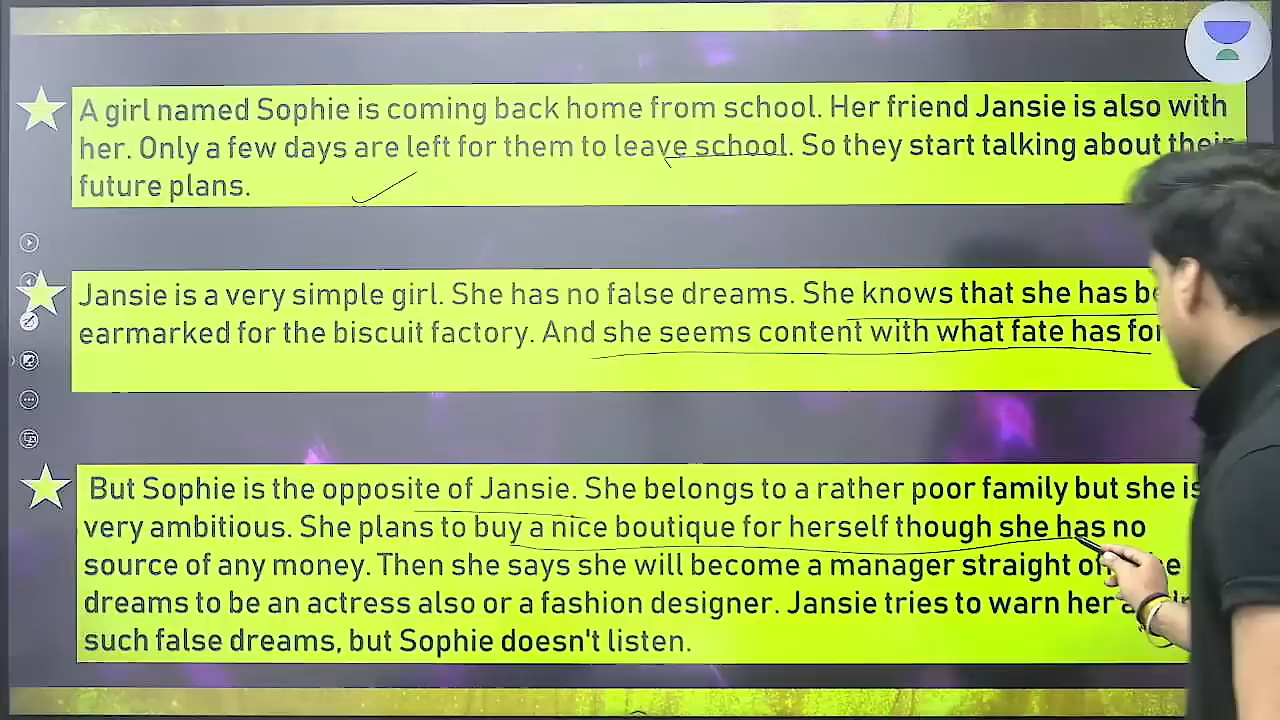 A girl named Sophie is coming back home from school. Her friend Jansie is also with
her. Only a few days are left for them to leave school. So they start talking about their
future plans.
Jansie is a very simple girl. She has no false dreams. She knows that she has
earmarked for the biscuit factory. And she seems content with what fate has for
But Sophie is the opposite of Jansie. She belongs to a rather poor family but she is
very ambitious. She plans to buy a nice boutique for herself though she has no
source of any money. Then she says she will become a manager straight
dreams to be an actress also or a fashion designer. Jansie tries to warn her
such false dreams, but Sophie doesn't listen.